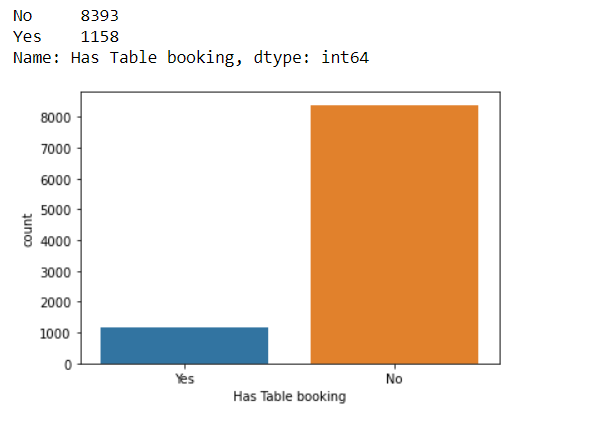 No 8393
Yes 1158
Name: Has Table booking, dtype: int64
8000
7000
6000
5000
4000
3000
2000
1000
0
count
Yes No
Has Table booking